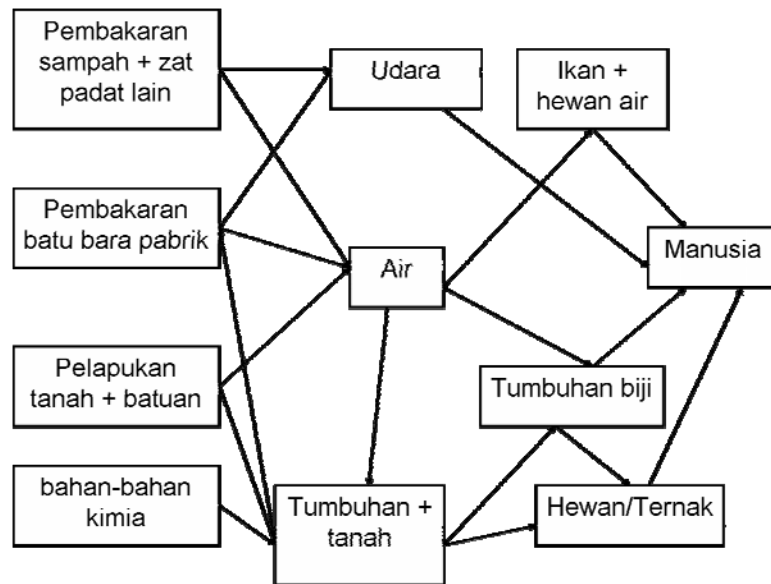 Pembakaran
sampah + zat
padat lain
Udara
Ikan +
hewan air
Pembakaran
batu bara pabrik
Air
Manusia
Pelapukan
tanah + batuan
Tumbuhan biji
bahan-bahan
kimia
Tumbuhan +
tanah
Hewan/Ternak